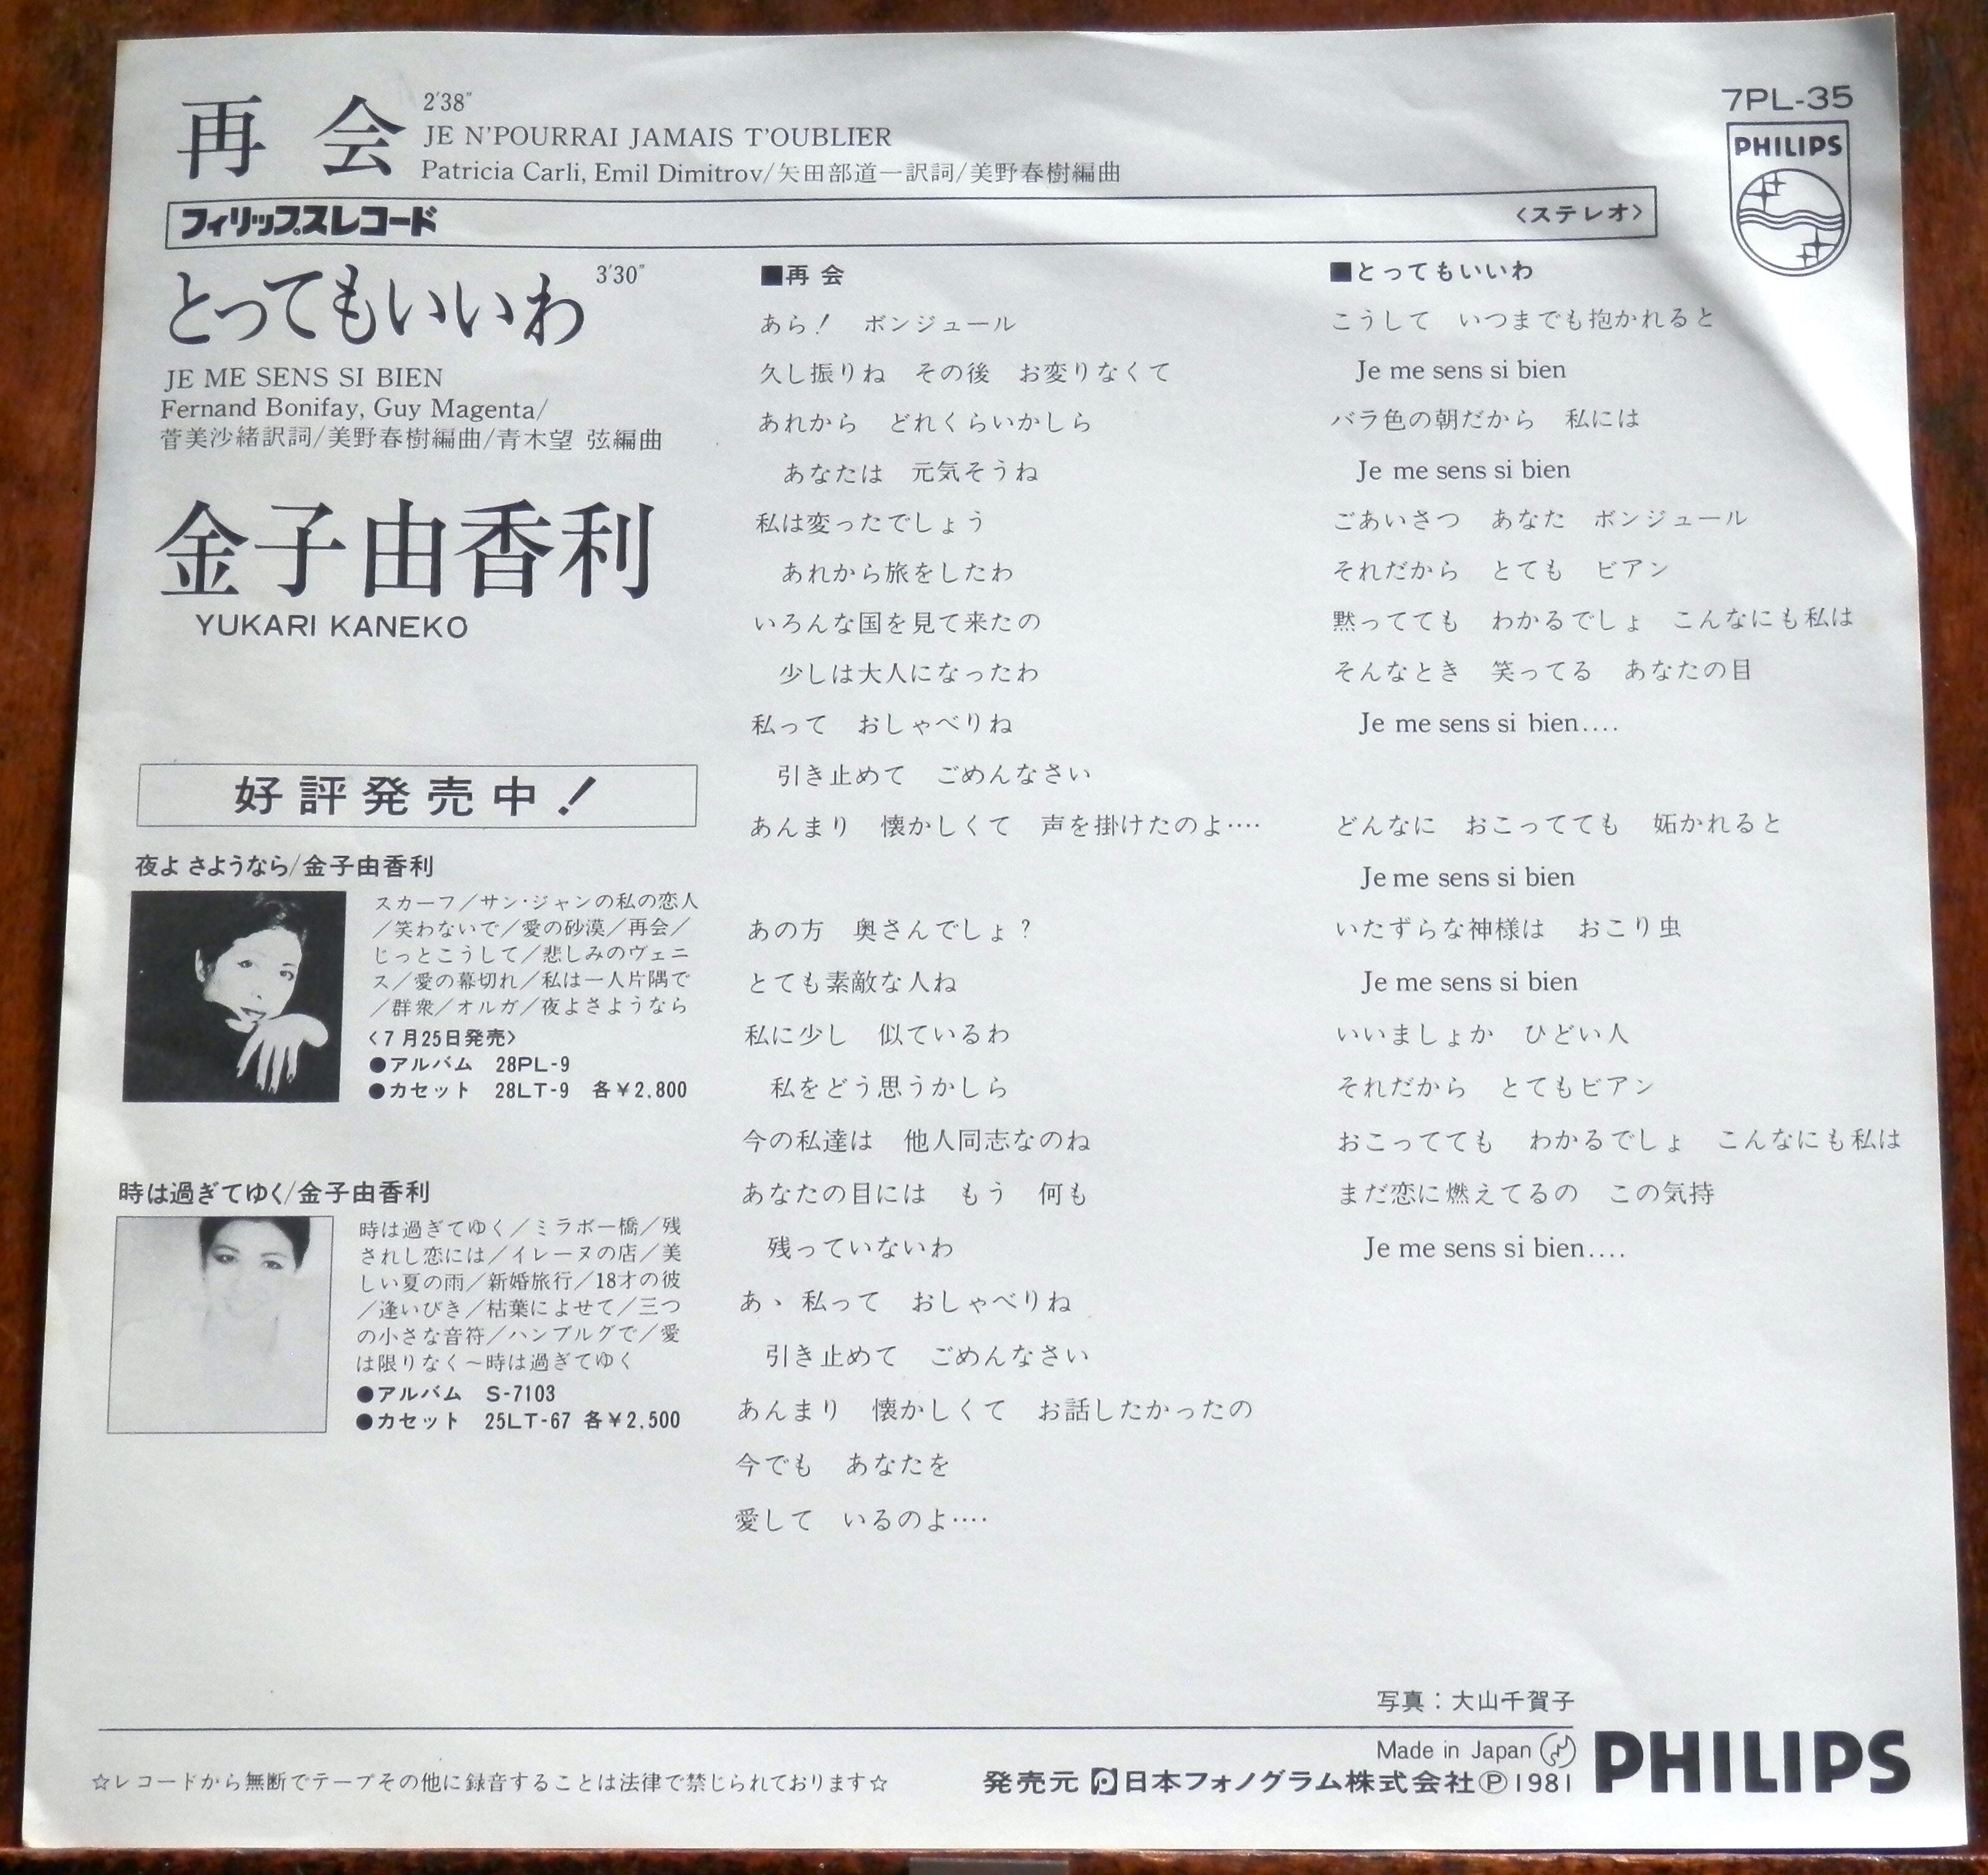 再会 2'38"
JE N'POURRAI JAMAIS T'OUBLIER
Patricia Carli, Emil Dimitrov/矢田部道一訳詞/美野春樹編曲
7PL-35
PHILIPS
フィリップスレコード
〈ステレオ〉
とってもいいわ 3'30"
JE ME SENS SI BIEN
Fernand Bonifay, Guy Magenta/
菅美沙緒訳詞/美野春樹編曲/青木望 弦編曲
金子由香利
YUKARI KANEKO
好評発売中！
夜よ さようなら/金子由香利
スカーフ／サン・ジャンの私の恋人
／笑わないで／愛の砂漠／再会／
じっとこうして／悲しみのヴェニ
ス／愛の幕切れ／私は一人片隅で
／群衆／オルガ／夜よさようなら
〈7月25日発売〉
●アルバム 28PL-9
●カセット 28LT-9 各￥2,800
時は過ぎてゆく/金子由香利
時は過ぎてゆく／ミラボー橋／残
されし恋には／イレーヌの店／美
しい夏の雨／新婚旅行／18才の彼
／逢いびき／枯葉によせて／三つ
の小さな音符／ハンブルグで／愛
は限りなく～時は過ぎてゆく
●アルバム S-7103
●カセット 25LT-67 各￥2,500
■再会
あら！ ボンジュール
久し振りね その後 お変りなくて
あれから どれくらいかしら
あなたは 元気そうね
私は変ったでしょう
あれから旅をしたわ
いろんな国を見て来たの
少しは大人になったわ
私って おしゃべりね
引き止めて ごめんなさい
あんまり 懐かしくて 声を掛けたのよ‥‥
あの方 奥さんでしょ？
とても素敵な人ね
私に少し 似ているわ
私をどう思うかしら
今の私達は 他人同志なのね
あなたの目には もう 何も
残っていないわ
あゝ 私って おしゃべりね
引き止めて ごめんなさい
あんまり 懐かしくて お話したかったの
今でも あなたを
愛して いるのよ‥‥
■とってもいいわ
こうして いつまでも抱かれると
Je me sens si bien
バラ色の朝だから 私には
Je me sens si bien
ごあいさつ あなた ボンジュール
それだから とても ビアン
黙ってても わかるでしょ こんなにも私は
そんなとき 笑ってる あなたの目
Je me sens si bien....
どんなに おこってても 妬かれると
Je me sens si bien
いたずらな神様は おこり虫
Je me sens si bien
いいましょか ひどい人
それだから とてもビアン
おこってても わかるでしょ こんなにも私は
まだ恋に燃えてるの この気持
Je me sens si bien....
写真：大山千賀子
Made in Japan
☆レコードから無断でテープその他に録音することは法律で禁じられております☆
発売元 日本フォノグラム株式会社Ⓟ1981
PHILIPS